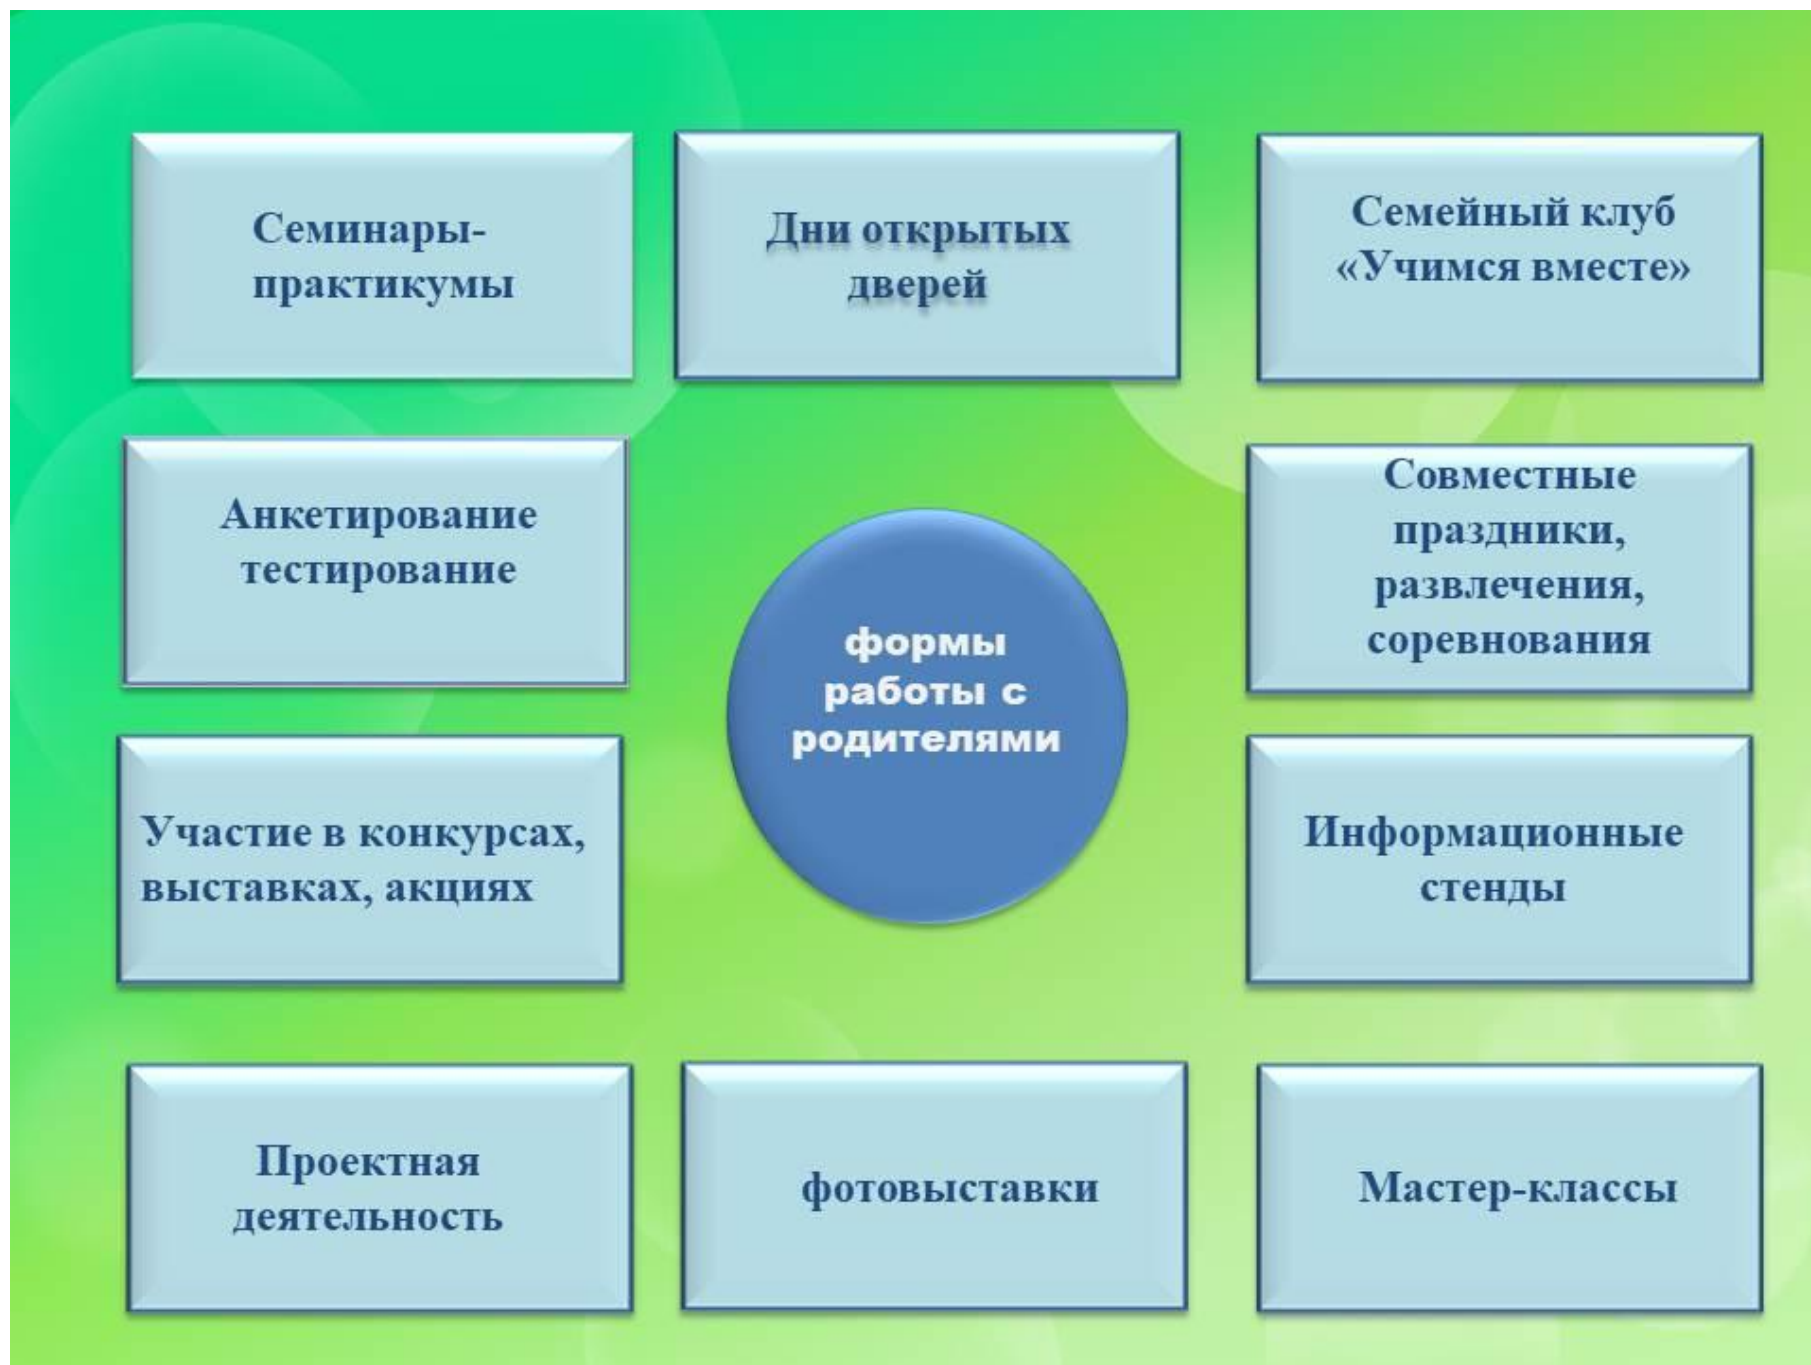 Семинары-
практикумы
Дни открытых
дверей
Семейный клуб
«Учимся вместе»
Анкетирование
тестирование
формы
работы с
родителями
Совместные
праздники,
развлечения,
соревнования
Участие в конкурсах,
выставках, акциях
Информационные
стенды
Проектная
деятельность
фотовыставки
Мастер-классы